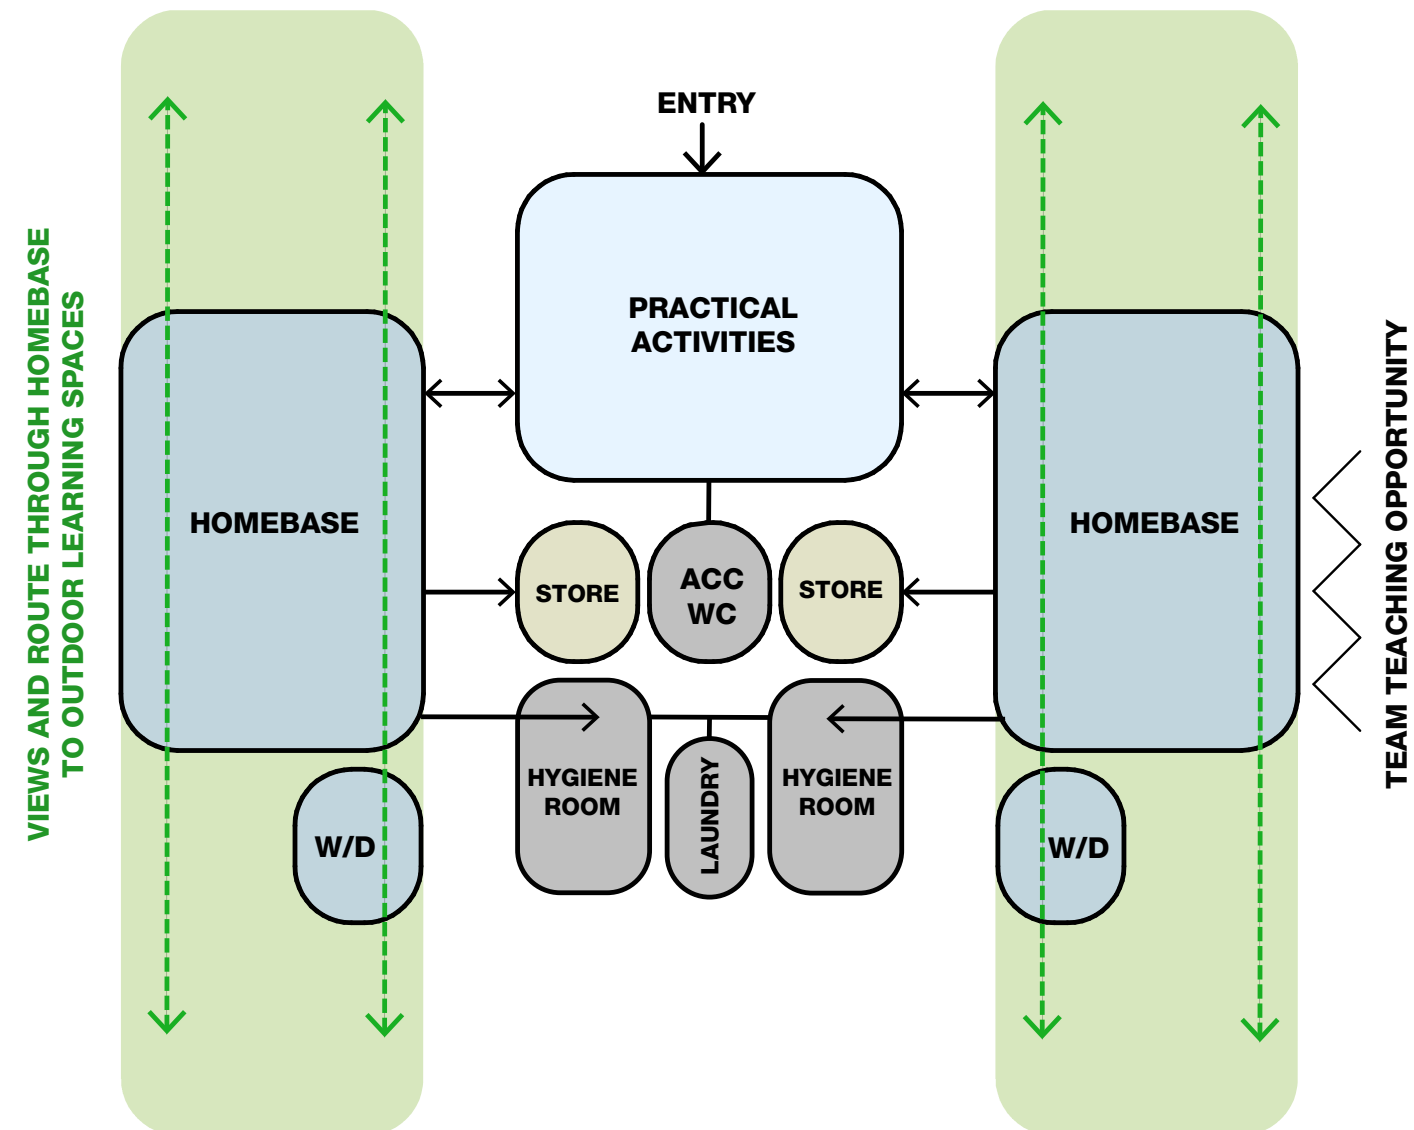 ENTRY
PRACTICAL
ACTIVITIES
VIEWS AND ROUTE THROUGH HOMEBASE
TO OUTDOOR LEARNING SPACES
HOMEBASE
HOMEBASE
TEAM TEACHING OPPORTUNITY
STORE
ACC
WC
STORE
HYGIENE
ROOM
LAUNDRY
HYGIENE
ROOM
W/D
W/D